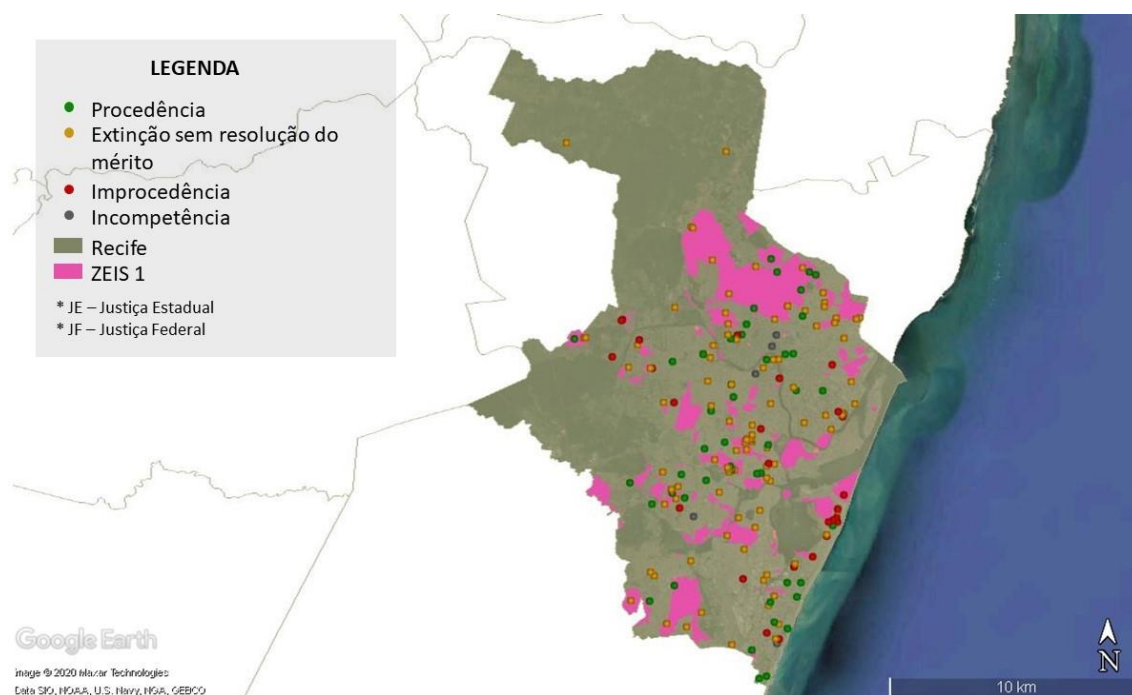 LEGENDA
Procedência
Extinção sem resolução do
mérito
Improcedência
Incompetência
Recife
ZEIS 1
* JE – Justiça Estadual
* JF – Justiça Federal
Google Earth
Image © 2020 Maxar Technologies
Data SIO, NOAA, U.S. Navy, NGA, GEBCO
N
10 km